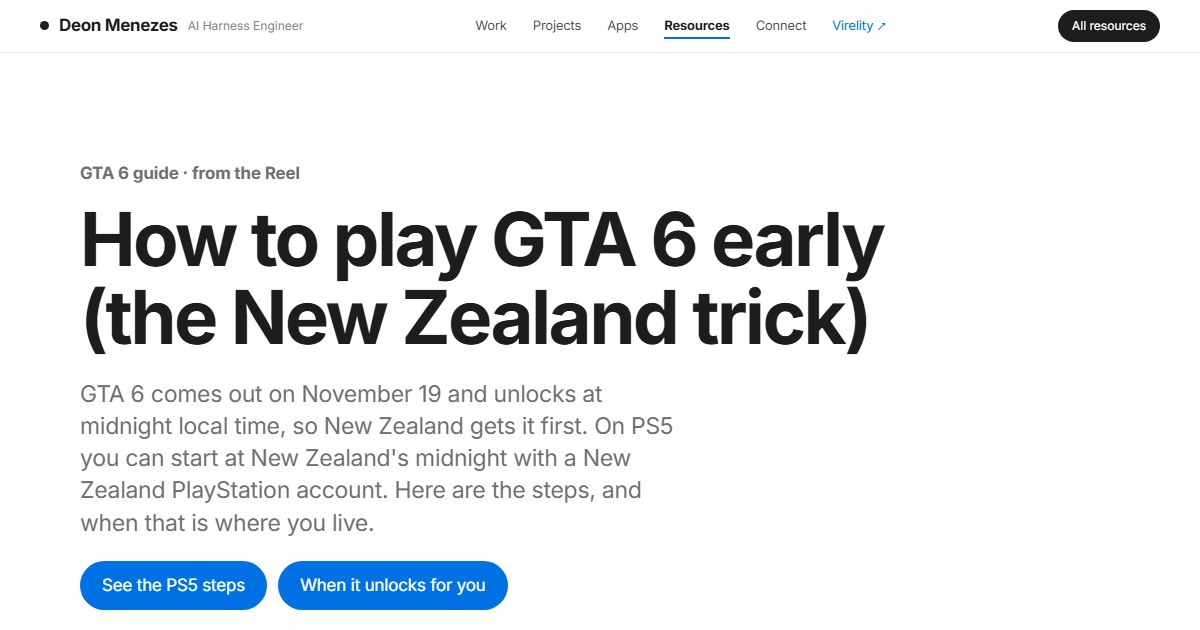 Deon Menezes AI Harness Engineer Work Projects Apps Resources Connect Virelity ↗ All resources
GTA 6 guide · from the Reel
How to play GTA 6 early
(the New Zealand trick)
GTA 6 comes out on November 19 and unlocks at
midnight local time, so New Zealand gets it first. On PS5
you can start at New Zealand's midnight with a New
Zealand PlayStation account. Here are the steps, and
when that is where you live.
See the PS5 steps When it unlocks for you